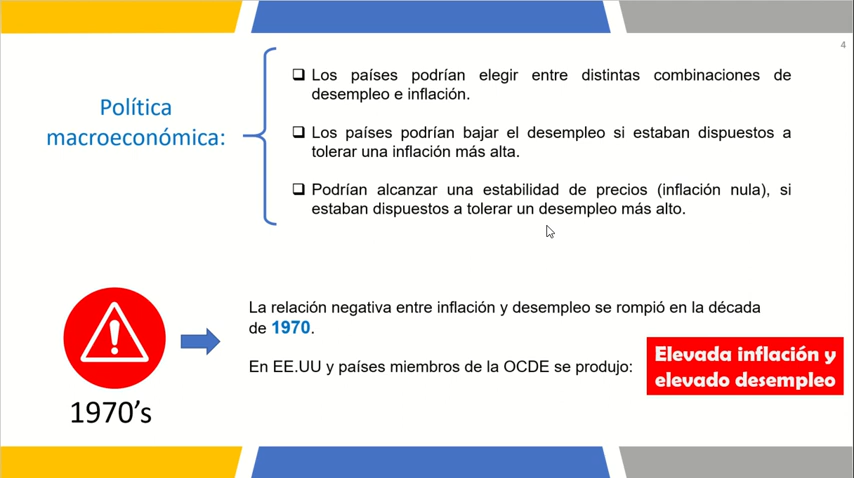 4
Política
macroeconómica:
Los países podrían elegir entre distintas combinaciones de
desempleo e inflación.
Los países podrían bajar el desempleo si estaban dispuestos a
tolerar una inflación más alta.
Podrían alcanzar una estabilidad de precios (inflación nula), si
estaban dispuestos a tolerar un desempleo más alto.
La relación negativa entre inflación y desempleo se rompió en la década
de 1970.
En EE.UU y países miembros de la OCDE se produjo:
Elevada inflación y
elevado desempleo
1970's